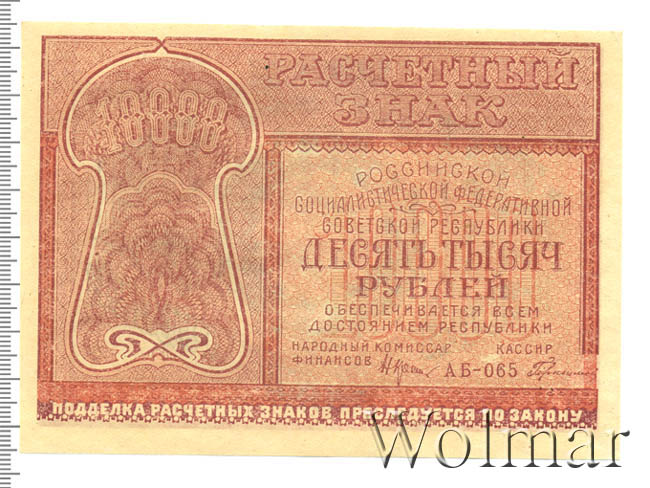 10000
РАСЧЕТНЫЙ
ЗНАК
РОССИЙСКОЙ
СОЦИАЛИСТИЧЕСКОЙ ФЕДЕРАТИВНОЙ
СОВЕТСКОЙ РЕСПУБЛИКИ
ДЕСЯТЬ ТЫСЯЧ
РУБЛЕЙ
ОБЕСПЕЧИВАЕТСЯ ВСЕМ
ДОСТОЯНИЕМ РЕСПУБЛИКИ
НАРОДНЫЙ КОМИССАР КАССИР
ФИНАНСОВ АБ-065
ПОДДЕЛКА РАСЧЕТНЫХ ЗНАКОВ ПРЕСЛЕДУЕТСЯ ПО ЗАКОНУ
Wolmar